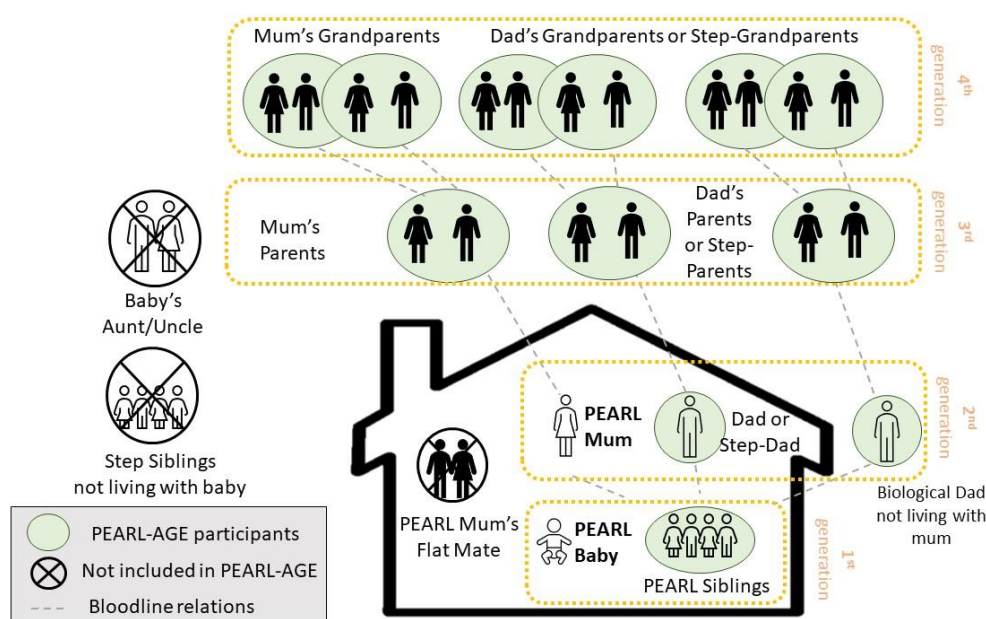 Mum's Grandparents
Dad's Grandparents or Step-Grandparents
4th
generation
Mum's
Parents
Dad's
Parents
or Step-
Parents
3rd
generation
Baby's
Aunt/Uncle
Step Siblings
not living with baby
PEARL
Mum
Dad or
Step-Dad
2nd
generation
Biological Dad
not living with
mum
PEARL Mum's
Flat Mate
PEARL
Baby
PEARL Siblings
1st
generation
PEARL-AGE participants
Not included in PEARL-AGE
Bloodline relations